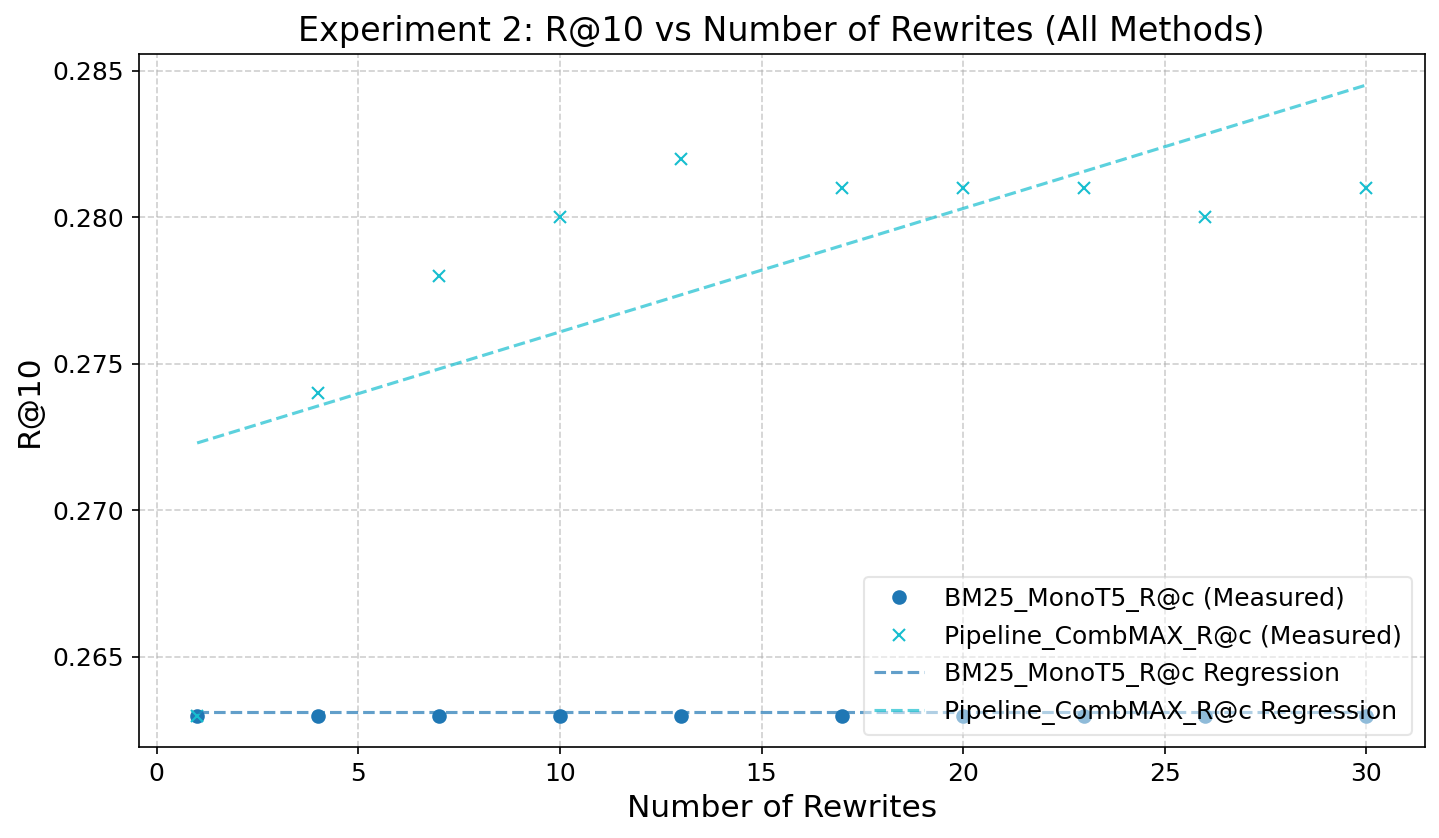 Experiment 2: R@10 vs Number of Rewrites (All Methods)
R@10
0.285
0.280
0.275
0.270
0.265
0
5
10
15
20
25
30
Number of Rewrites
BM25_MonoT5_R@c (Measured)
Pipeline_CombMAX_R@c (Measured)
BM25_MonoT5_R@c Regression
Pipeline_CombMAX_R@c Regression